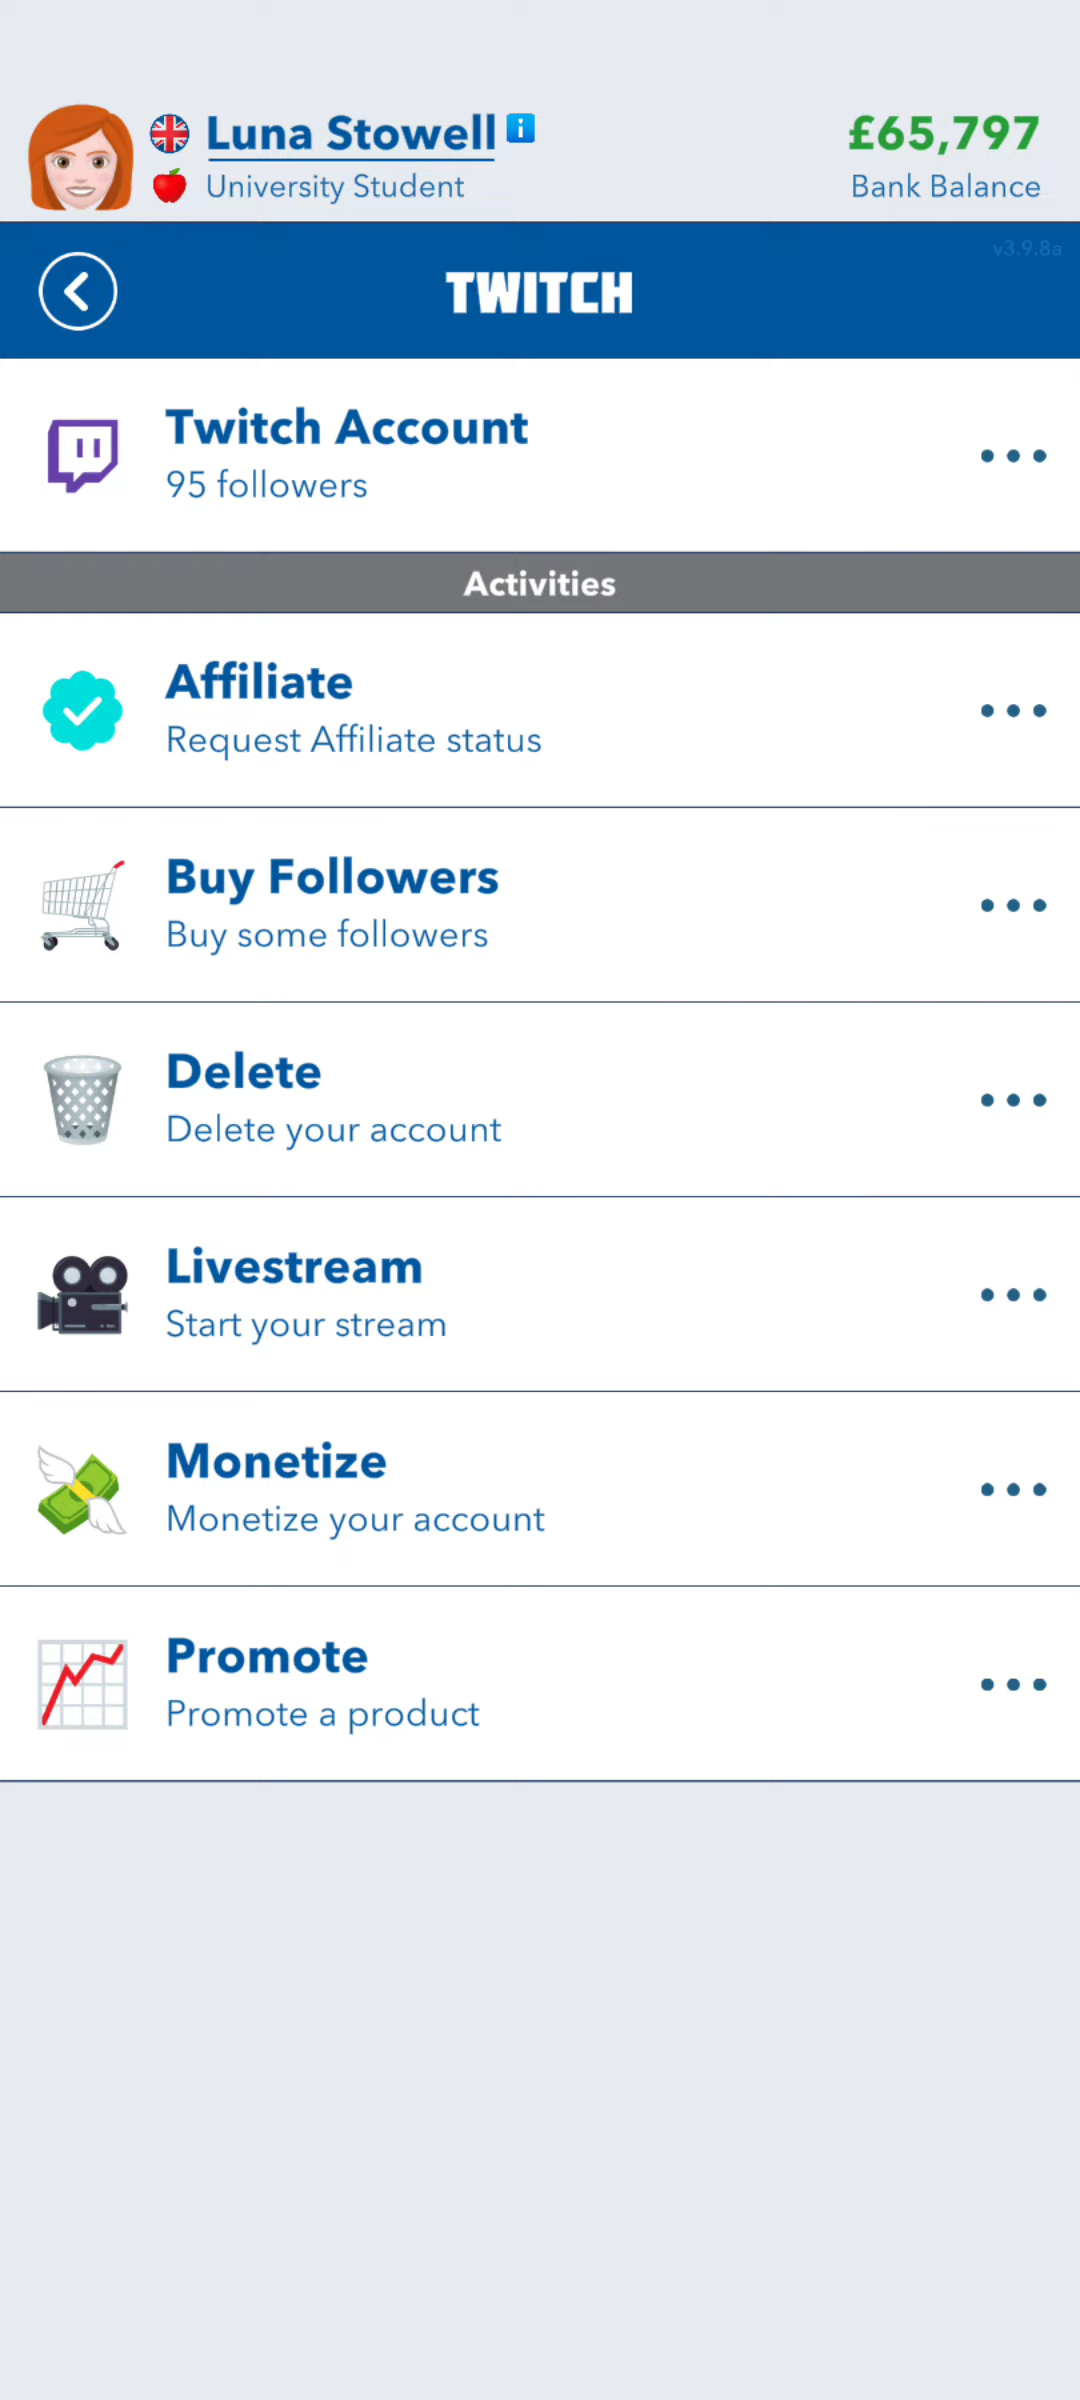 Luna Stowell
£65,797
University Student
Bank Balance
v3.9.8a
TWITCH
Twitch Account
95 followers
Activities
Affiliate
Request Affiliate status
Buy Followers
Buy some followers
Delete
Delete your account
Livestream
Start your stream
Monetize
Monetize your account
Promote
Promote a product